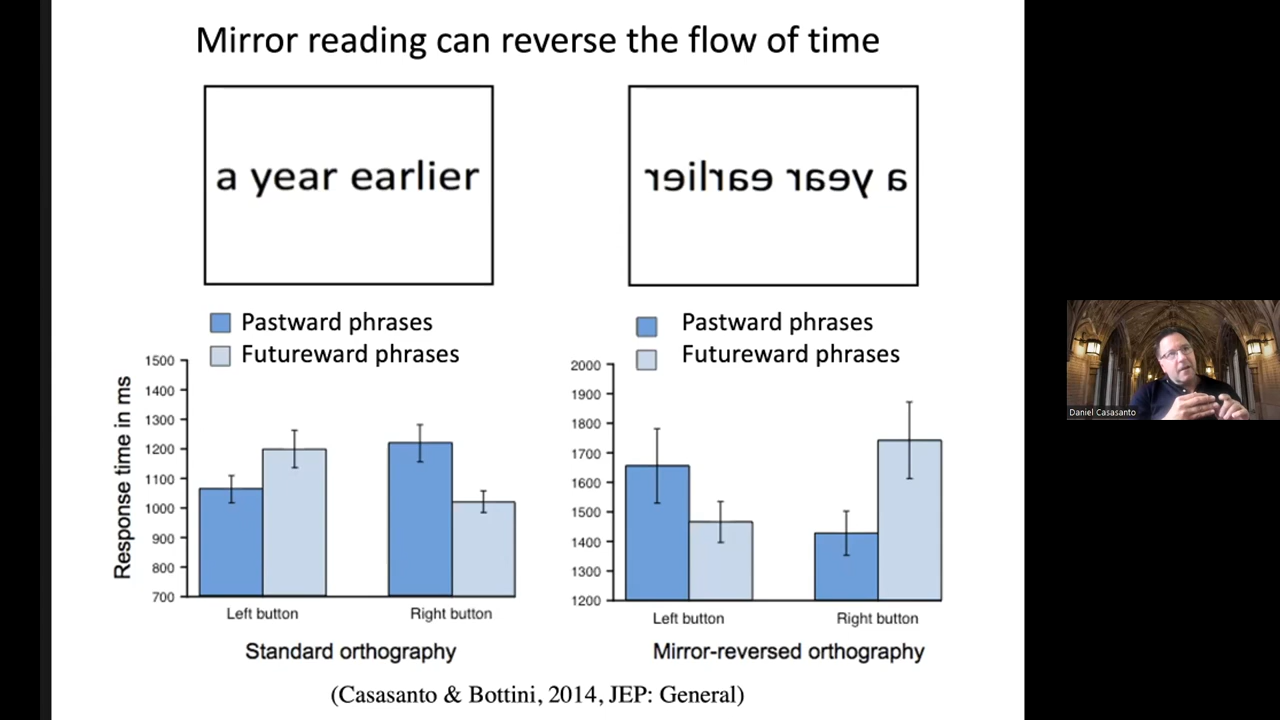 Mirror reading can reverse the flow of time
a year earlier
a year earlier
Pastward phrases
Futureward phrases
Pastward phrases
Futureward phrases
Response time in ms
1500
1400
1300
1200
1100
1000
900
800
700
Left button
Right button
Standard orthography
2000
1900
1800
1700
1600
1500
1400
1300
1200
Left button
Right button
Mirror-reversed orthography
(Casasanto & Bottini, 2014, JEP: General)
Daniel Casasanto